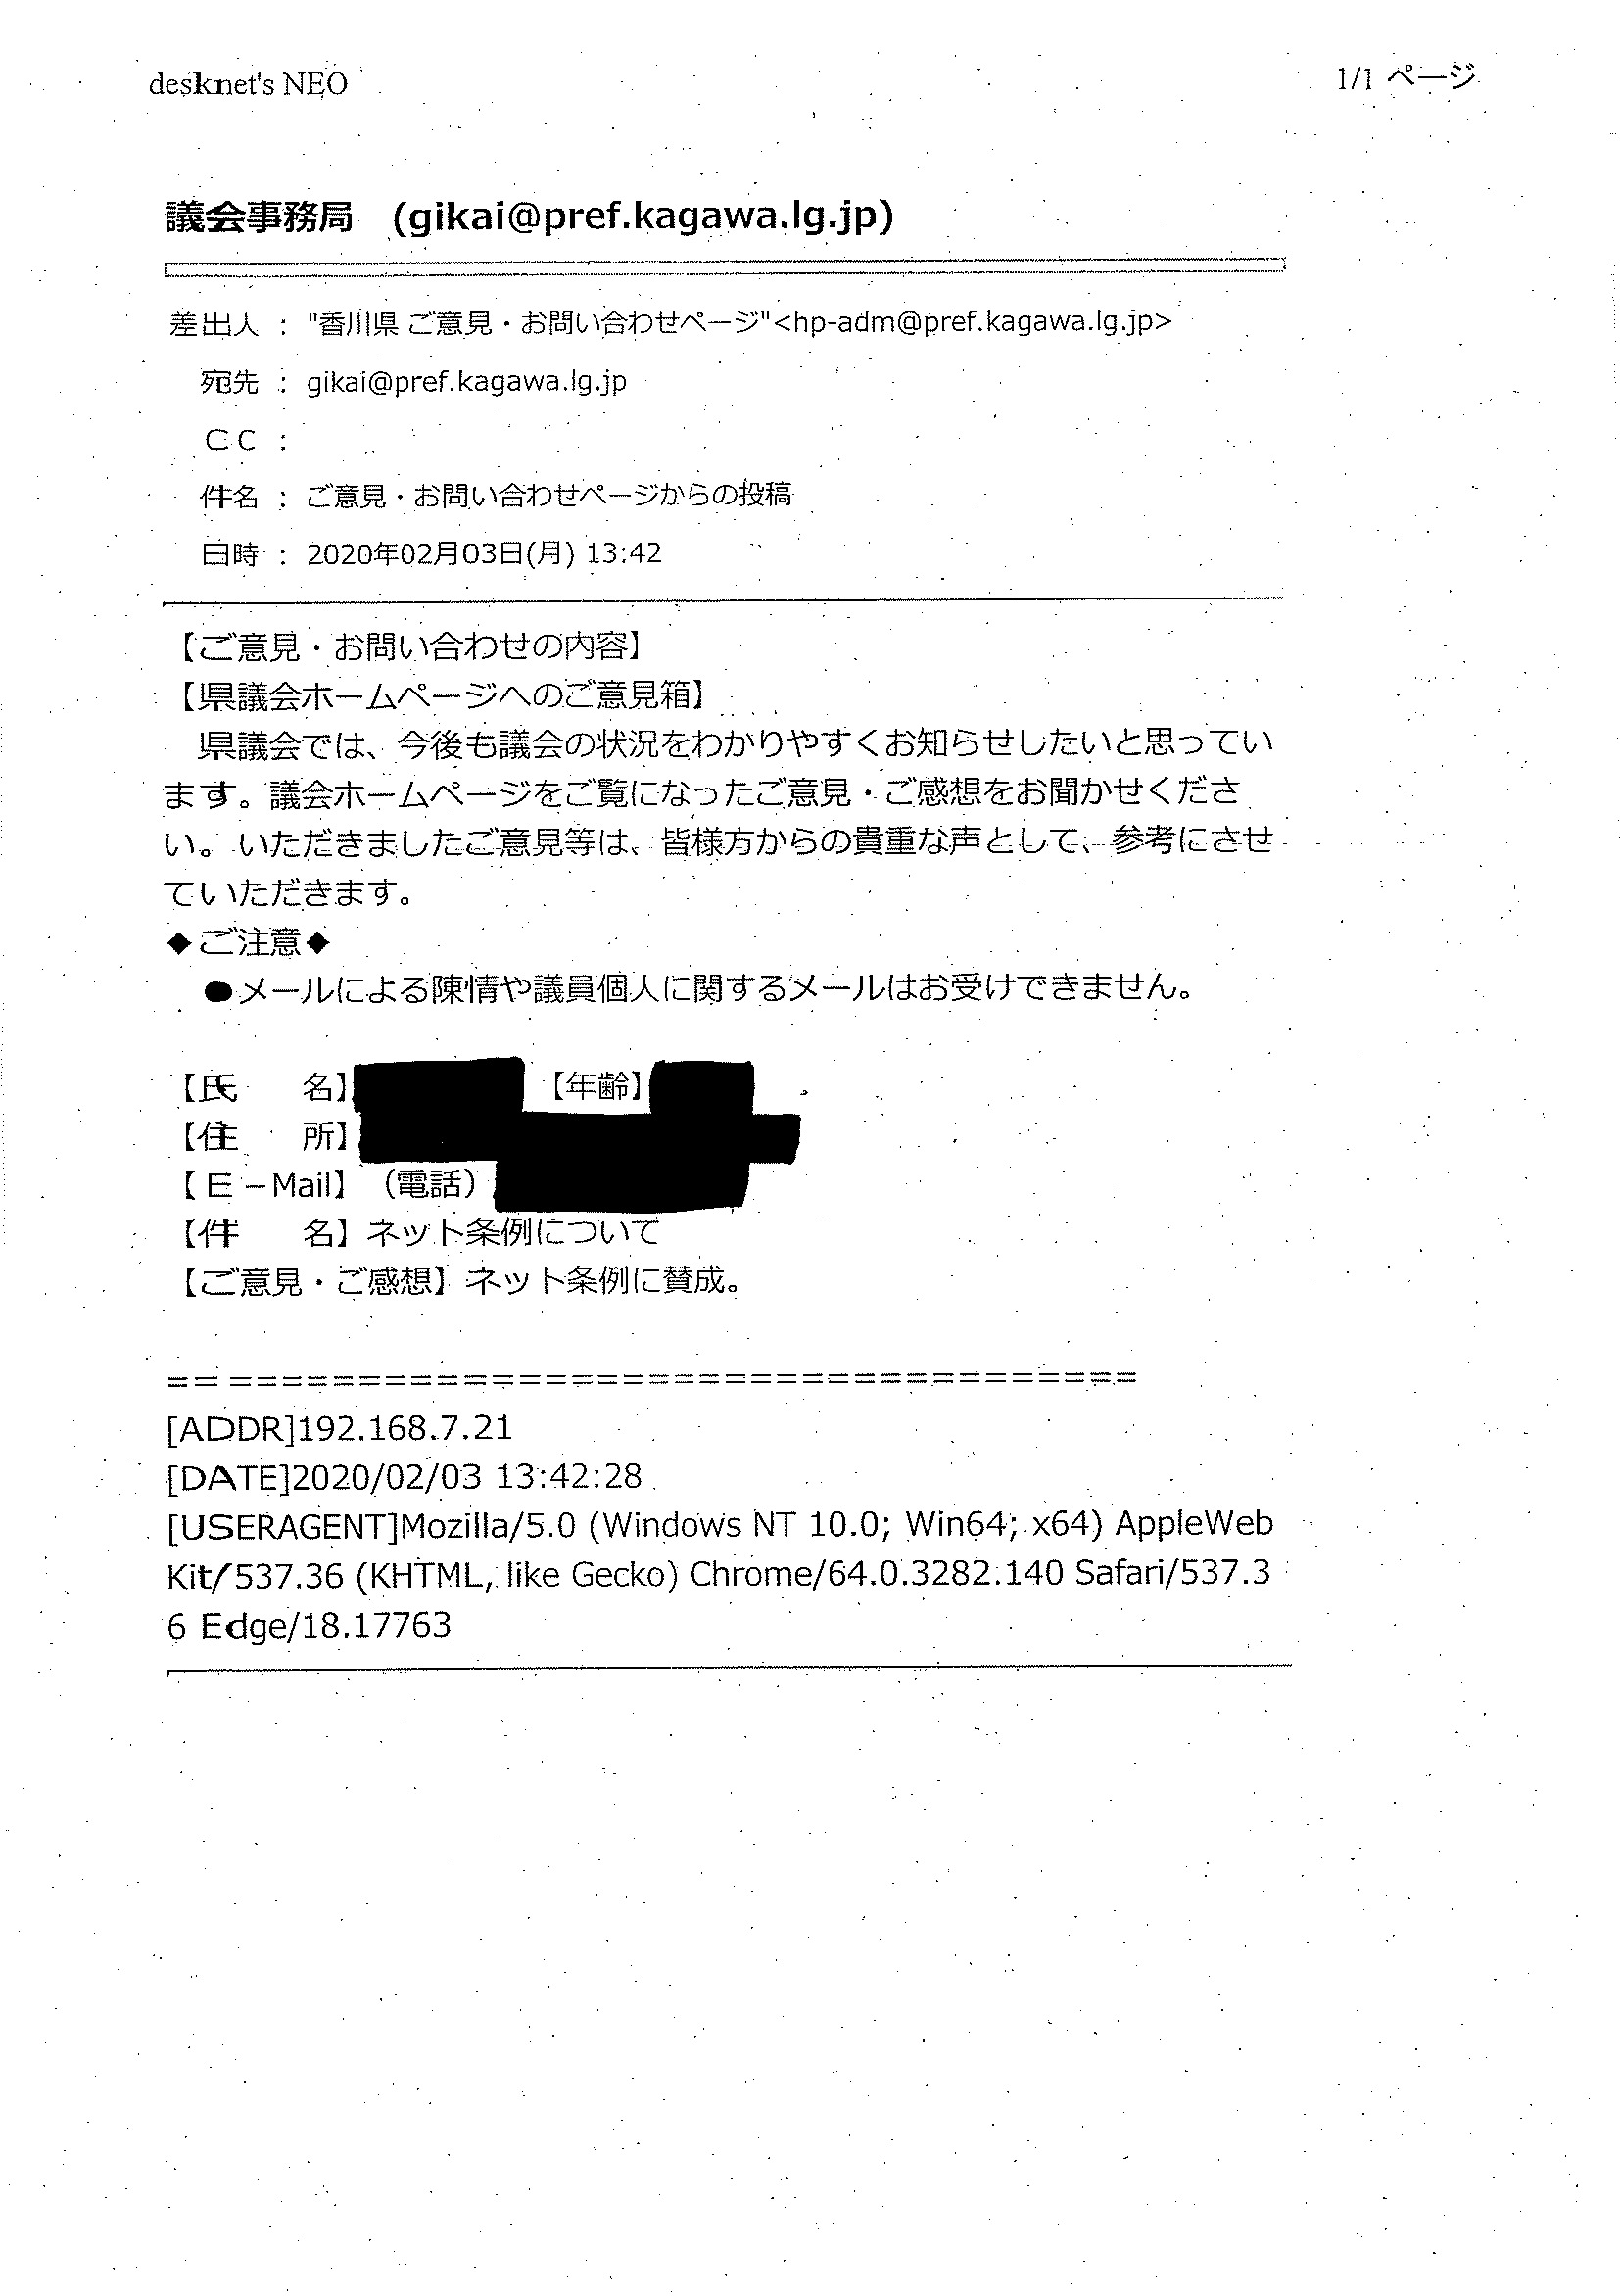 desknet's NEO
1/1 ページ
議会事務局 (gikai@pref.kagawa.lg.jp)
差出人 : "香川県 ご意見・お問い合わせページ"<hp-adm@pref.kagawa.lg.jp>
宛先 : gikai@pref.kagawa.lg.jp
CC :
件名 : ご意見・お問い合わせページからの投稿
日時 : 2020年02月03日(月) 13:42
【ご意見・お問い合わせの内容】
【県議会ホームページへのご意見箱】
県議会では、今後も議会の状況をわかりやすくお知らせしたいと思ってい
ます。議会ホームページをご覧になったご意見・ご感想をお聞かせくださ
い。いただきましたご意見等は、皆様方からの貴重な声として、参考にさせ
ていただきます。
◆ご注意◆
●メールによる陳情や議員個人に関するメールはお受けできません。
【氏　　名】 【年齢】
【住　　所】
【E-Mail】（電話）
【件　　名】ネット条例について
【ご意見・ご感想】ネット条例に賛成。
======================================
[ADDR]192.168.7.21
[DATE]2020/02/03 13:42:28
[USERAGENT]Mozilla/5.0 (Windows NT 10.0; Win64; x64) AppleWeb
Kit/537.36 (KHTML, like Gecko) Chrome/64.0.3282.140 Safari/537.3
6 Edge/18.17763